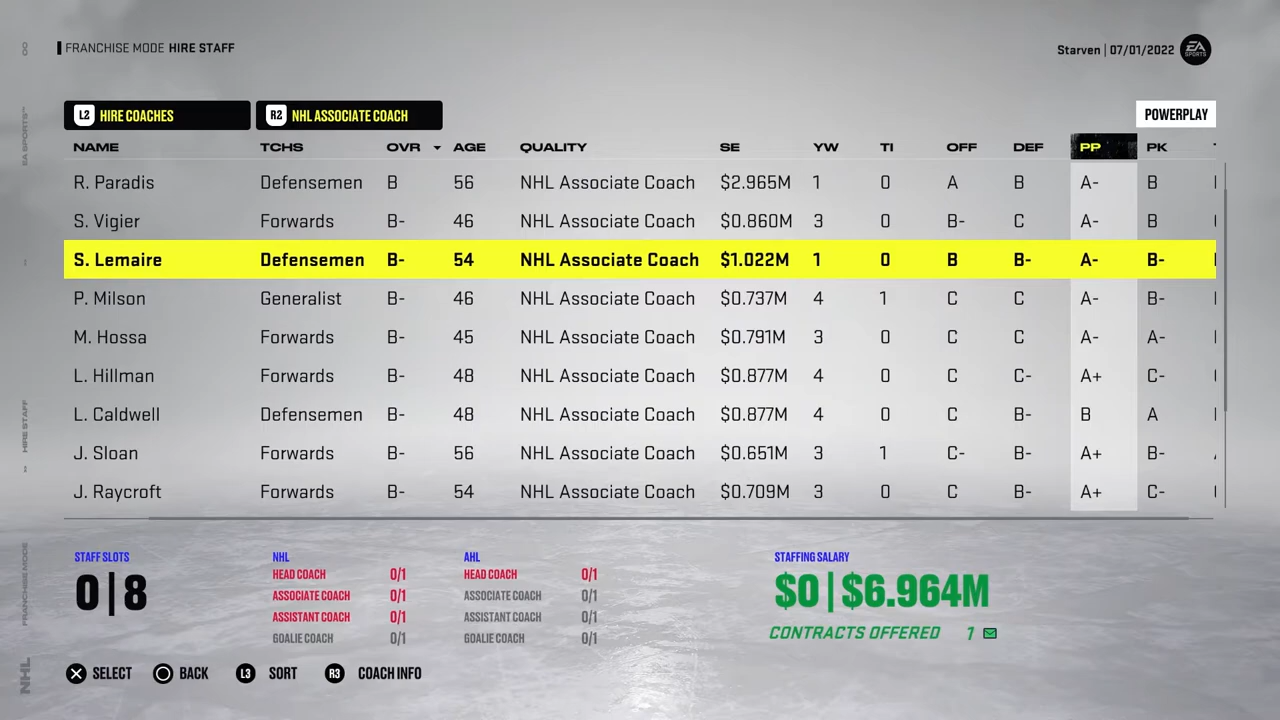 FRANCHISE MODE HIRE STAFF
Starven | 07/01/2022
EA SPORTS
L2 HIRE COACHES
R2 NHL ASSOCIATE COACH
POWERPLAY
NAME TCHS OVR AGE QUALITY SE YW TI OFF DEF PP PK
R. Paradis Defensemen B 56 NHL Associate Coach $2.965M 1 0 A B A- B
S. Vigier Forwards B- 46 NHL Associate Coach $0.860M 3 0 B- C A- B
S. Lemaire Defensemen B- 54 NHL Associate Coach $1.022M 1 0 B B- A- B-
P. Milson Generalist B- 46 NHL Associate Coach $0.737M 4 1 C C A- B-
M. Hossa Forwards B- 45 NHL Associate Coach $0.791M 3 0 C C A- A-
L. Hillman Forwards B- 48 NHL Associate Coach $0.877M 4 0 C C- A+ C-
L. Caldwell Defensemen B- 48 NHL Associate Coach $0.877M 4 0 C B- B A
J. Sloan Forwards B- 56 NHL Associate Coach $0.651M 3 1 C- B- A+ B-
J. Raycroft Forwards B- 54 NHL Associate Coach $0.709M 3 0 C B- A+ C-
STAFF SLOTS
0|8
NHL
HEAD COACH 0/1
ASSOCIATE COACH 0/1
ASSISTANT COACH 0/1
GOALIE COACH 0/1
AHL
HEAD COACH 0/1
ASSOCIATE COACH 0/1
ASSISTANT COACH 0/1
GOALIE COACH 0/1
STAFFING SALARY
$0|$6.964M
CONTRACTS OFFERED 1
SELECT
BACK
L3 SORT
R3 COACH INFO
EA SPORTS™
HIRE STAFF
FRANCHISE MODE
NHL